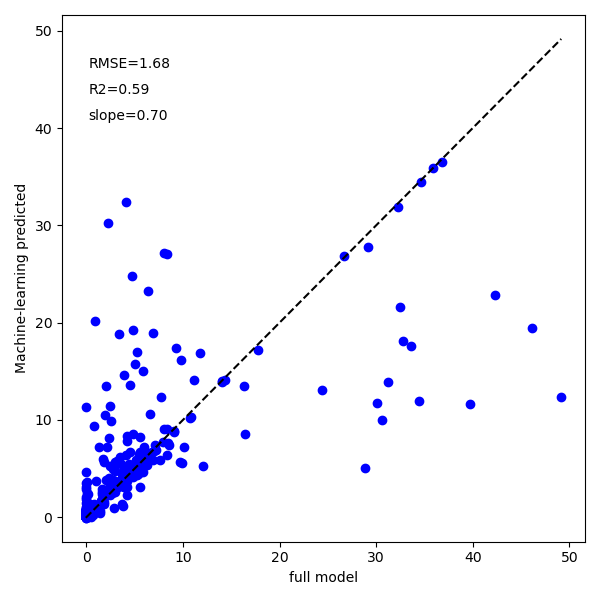 50
40
30
20
10
0
Machine-learning predicted
RMSE=1.68
R2=0.59
slope=0.70
0 10 20 30 40 50
full model